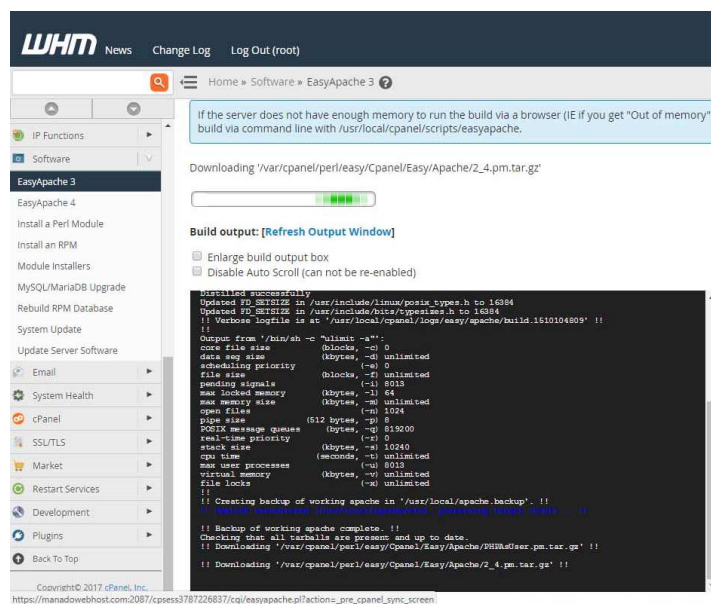 WHM News Change Log Log Out (root)
Home » Software » EasyApache 3
IP Functions
Software
EasyApache 3
EasyApache 4
Install a Perl Module
Install an RPM
Module Installers
MySQL/MariaDB Upgrade
Rebuild RPM Database
System Update
Update Server Software
Email
System Health
cPanel
SSL/TLS
Market
Restart Services
Development
Plugins
Back To Top
Copyright© 2017 cPanel, Inc.
If the server does not have enough memory to run the build via a browser (IE if you get "Out of memory"
build via command line with /usr/local/cpanel/scripts/easyapache.
Downloading '/var/cpanel/perl/easy/Cpanel/Easy/Apache/2_4.pm.tar.gz'
Build output: [Refresh Output Window]
Enlarge build output box
Disable Auto Scroll (can not be re-enabled)
Distilled successfully
Updated FD_SETSIZE in /usr/include/linux/posix_types.h to 16384
Updated FD_SETSIZE in /usr/include/bits/typesizes.h to 16384
!! Verbose logfile is at '/usr/local/cpanel/logs/easy/apache/build.1510104809' !!
!!
Output from '/bin/sh -c "ulimit -a"':
core file size (blocks, -c) 0
data seg size (kbytes, -d) unlimited
scheduling priority (-e) 0
file size (blocks, -f) unlimited
pending signals (-i) 8013
max locked memory (kbytes, -l) 64
max memory size (kbytes, -m) unlimited
open files (-n) 1024
pipe size (512 bytes, -p) 8
POSIX message queues (bytes, -q) 819200
real-time priority (-r) 0
stack size (kbytes, -s) 10240
cpu time (seconds, -t) unlimited
max user processes (-u) 8013
virtual memory (kbytes, -v) unlimited
file locks (-x) unlimited
!!
!! Creating backup of working apache in '/usr/local/apache.backup'. !!
!! Backup of working apache complete. !!
Checking that all tarballs are present and up to date.
!! Downloading '/var/cpanel/perl/easy/Cpanel/Easy/Apache/PHPAsUser.pm.tar.gz' !!
!! Downloading '/var/cpanel/perl/easy/Cpanel/Easy/Apache/2_4.pm.tar.gz' !!
https://manadowebhost.com:2087/cpsess3787226837/cgi/easyapache.pl?action=_pre_cpanel_sync_screen